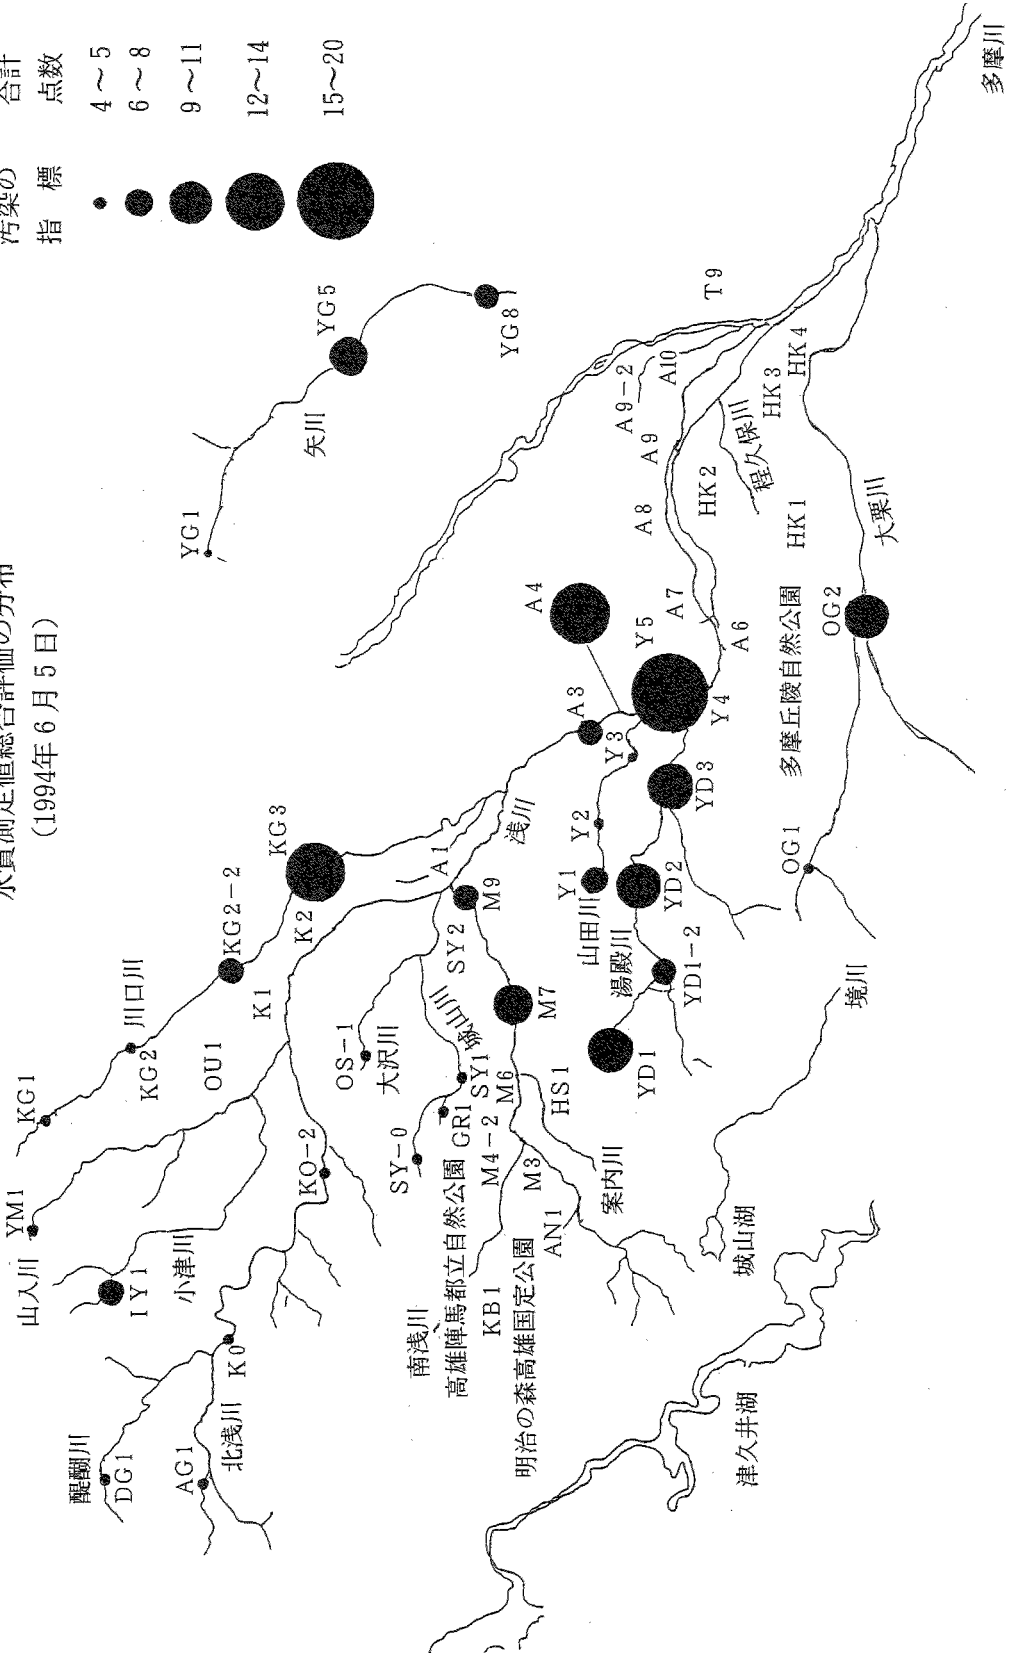 水質測定値総合評価の分布
(1994年6月5日)
汚染の 合計
指 標 点数
4～5
6～8
9～11
12～14
15～20
YG1
矢川
YG5
YG8
多摩川
T9
A10
A9-2
A9
A8
HK2
程久保川
HK3
HK4
HK1
大栗川
A4
Y5
A7
A6
Y4
多摩丘陵自然公園
OG2
OG1
A3
Y3
Y2
Y1
山田川
YD3
YD2
湯殿川
YD1-2
YD1
浅川
KG3
KG2-2
川口川
KG2
KG1
K2
K1
A1
M9
SY2
M7
OU1
OS-1
大沢川
城山川
SY1
SY-0
GR1
M6
HS1
M4-2
M3
案内川
AN1
KB1
南浅川
高雄陣馬都立自然公園
明治の森高雄国定公園
KO-2
YM1
山入川
IY1
小津川
K0
醍醐川
DG1
AG1
北浅川
境川
城山湖
津久井湖